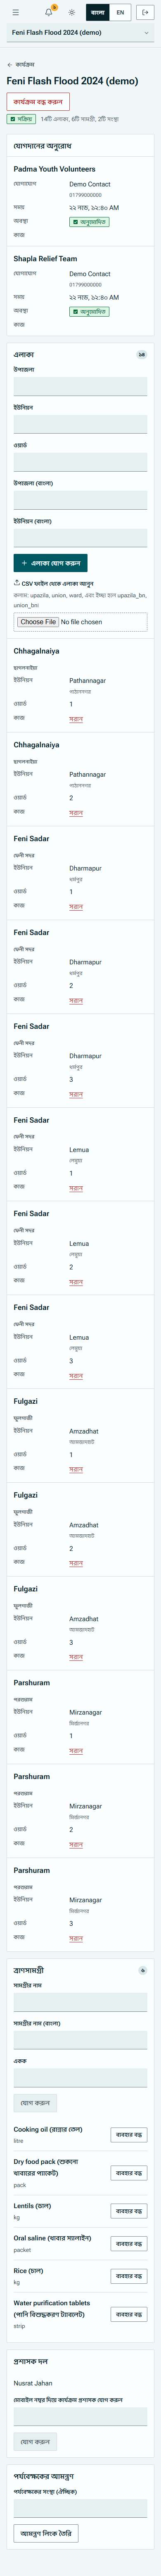 বাংলা EN
Feni Flash Flood 2024 (demo)
← কার্যক্রম
Feni Flash Flood 2024 (demo)
কার্যক্রম বন্ধ করুন
সক্রিয় 14টি এলাকা, 6টি সামগ্রী, 2টি সংস্থা
যোগদানের অনুরোধ
Padma Youth Volunteers
যোগাযোগ Demo Contact
01799000000
সময় ২২ নাভ, ১২:৪০ AM
অবস্থা অনুমোদিত
কাজ
Shapla Relief Team
যোগাযোগ Demo Contact
01799000000
সময় ২২ নাভ, ১২:৪০ AM
অবস্থা অনুমোদিত
কাজ
এলাকা ১৪
উপজেলা
ইউনিয়ন
ওয়ার্ড
উপজেলা (বাংলা)
ইউনিয়ন (বাংলা)
+ এলাকা যোগ করুন
CSV ফাইল থেকে এলাকা আনুন
কলাম: upazila, union, ward, এবং ইচ্ছা হলে upazila_bn,
union_bn।
Choose File No file chosen
Chhagalnaiya
ছাগলনাইয়া
ইউনিয়ন Pathannagar
পাঠাননগর
ওয়ার্ড 1
কাজ সরান
Chhagalnaiya
ছাগলনাইয়া
ইউনিয়ন Pathannagar
পাঠাননগর
ওয়ার্ড 2
কাজ সরান
Feni Sadar
ফেনী সদর
ইউনিয়ন Dharmapur
ধর্মপুর
ওয়ার্ড 1
কাজ সরান
Feni Sadar
ফেনী সদর
ইউনিয়ন Dharmapur
ধর্মপুর
ওয়ার্ড 2
কাজ সরান
Feni Sadar
ফেনী সদর
ইউনিয়ন Dharmapur
ধর্মপুর
ওয়ার্ড 3
কাজ সরান
Feni Sadar
ফেনী সদর
ইউনিয়ন Lemua
লেমুয়া
ওয়ার্ড 1
কাজ সরান
Feni Sadar
ফেনী সদর
ইউনিয়ন Lemua
লেমুয়া
ওয়ার্ড 2
কাজ সরান
Feni Sadar
ফেনী সদর
ইউনিয়ন Lemua
লেমুয়া
ওয়ার্ড 3
কাজ সরান
Fulgazi
ফুলগাজী
ইউনিয়ন Amzadhat
আমজাদহাট
ওয়ার্ড 1
কাজ সরান
Fulgazi
ফুলগাজী
ইউনিয়ন Amzadhat
আমজাদহাট
ওয়ার্ড 2
কাজ সরান
Fulgazi
ফুলগাজী
ইউনিয়ন Amzadhat
আমজাদহাট
ওয়ার্ড 3
কাজ সরান
Parshuram
পরশুরাম
ইউনিয়ন Mirzanagar
মির্জানগর
ওয়ার্ড 1
কাজ সরান
Parshuram
পরশুরাম
ইউনিয়ন Mirzanagar
মির্জানগর
ওয়ার্ড 2
কাজ সরান
Parshuram
পরশুরাম
ইউনিয়ন Mirzanagar
মির্জানগর
ওয়ার্ড 3
কাজ সরান
ত্রাণসামগ্রী ৬
সামগ্রীর নাম
সামগ্রীর নাম (বাংলা)
একক
যোগ করুন
Cooking oil (রান্নার তেল) ব্যবহার বন্ধ
litre
Dry food pack (শুকনো
খাবারের প্যাকেট) ব্যবহার বন্ধ
pack
Lentils (ডাল) ব্যবহার বন্ধ
kg
Oral saline (খাবার স্যালাইন) ব্যবহার বন্ধ
packet
Rice (চাল) ব্যবহার বন্ধ
kg
Water purification tablets
(পানি বিশুদ্ধকরণ ট্যাবলেট) ব্যবহার বন্ধ
strip
প্রশাসক দল
Nusrat Jahan
মোবাইল নম্বর দিয়ে কার্যক্রম প্রশাসক যোগ করুন
যোগ করুন
পর্যবেক্ষকের আমন্ত্রণ
পর্যবেক্ষকের সংস্থা (ঐচ্ছিক)
আমন্ত্রণ লিংক তৈরি